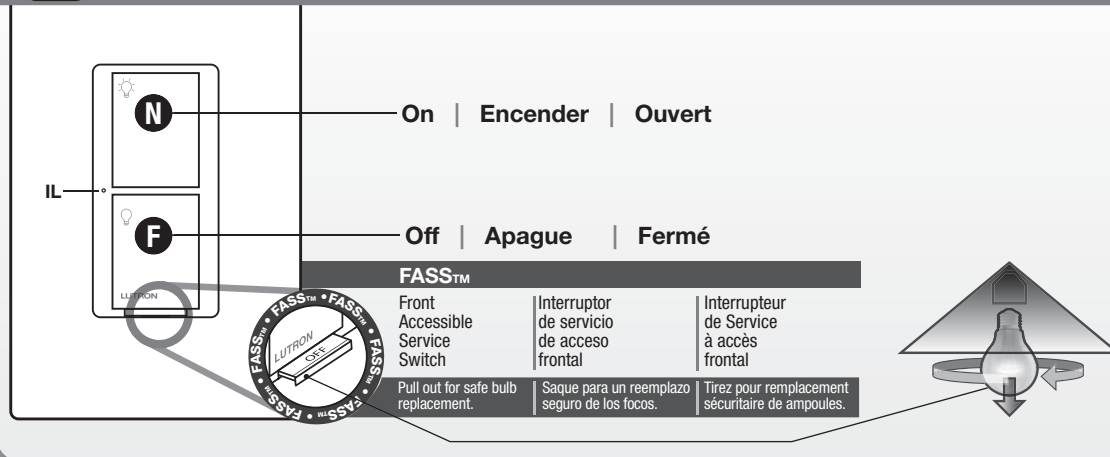 N
On | Encender | Ouvert
IL
F
Off | Apague | Fermé
LUTRON
FASS™
Front Accessible Service Switch
Interruptor de servicio de acceso frontal
Interrupteur de Service à accès frontal
Pull out for safe bulb replacement.
Saque para un reemplazo seguro de los focos.
Tirez pour remplacement sécuritaire de ampoules.
FASS™ • FASS™ • FASS™ • FASS™ • FASS™ •
LUTRON
OFF